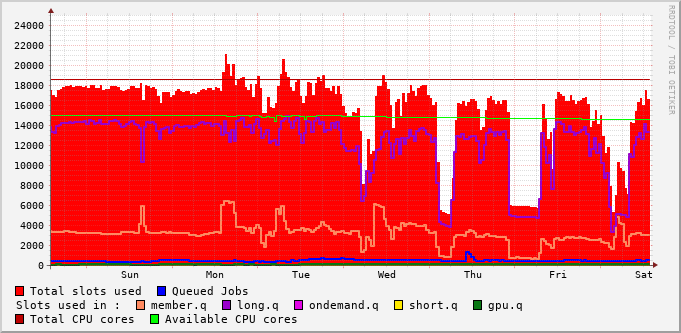 RRDTOOL / TOBI OETIKER
24000
22000
20000
18000
16000
14000
12000
10000
8000
6000
4000
2000
0
Sun Mon Tue Wed Thu Fri Sat
Total slots used Queued Jobs
Slots used in : member.q long.q ondemand.q short.q gpu.q
Total CPU cores Available CPU cores